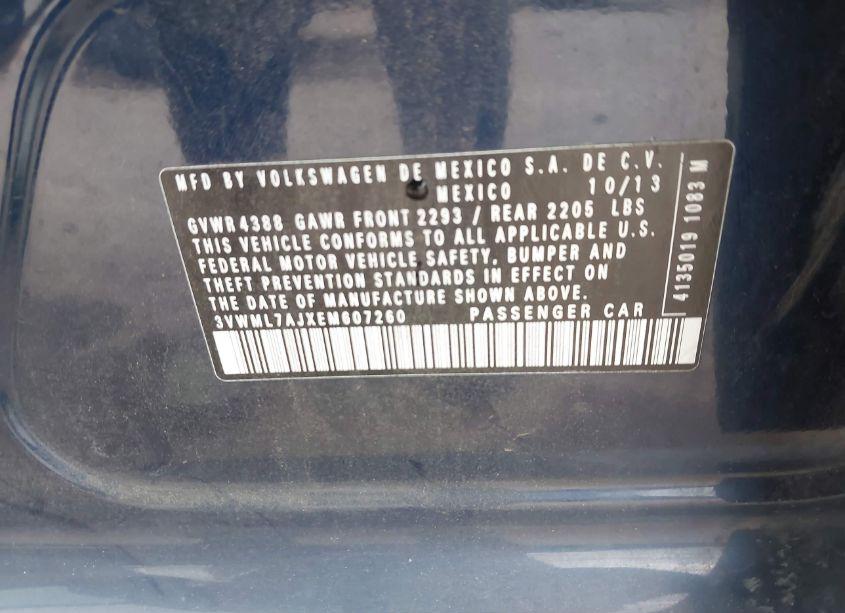 MFD BY VOLKSWAGEN DE MEXICO S.A. DE C.V.
MEXICO 10/13
GVWR 4388 GAWR FRONT 2293 / REAR 2205 LBS
THIS VEHICLE CONFORMS TO ALL APPLICABLE U.S.
FEDERAL MOTOR VEHICLE SAFETY, BUMPER AND
THEFT PREVENTION STANDARDS IN EFFECT ON
THE DATE OF MANUFACTURE SHOWN ABOVE.
3VWML7AJXEM607260 PASSENGER CAR
4135019 1083 M